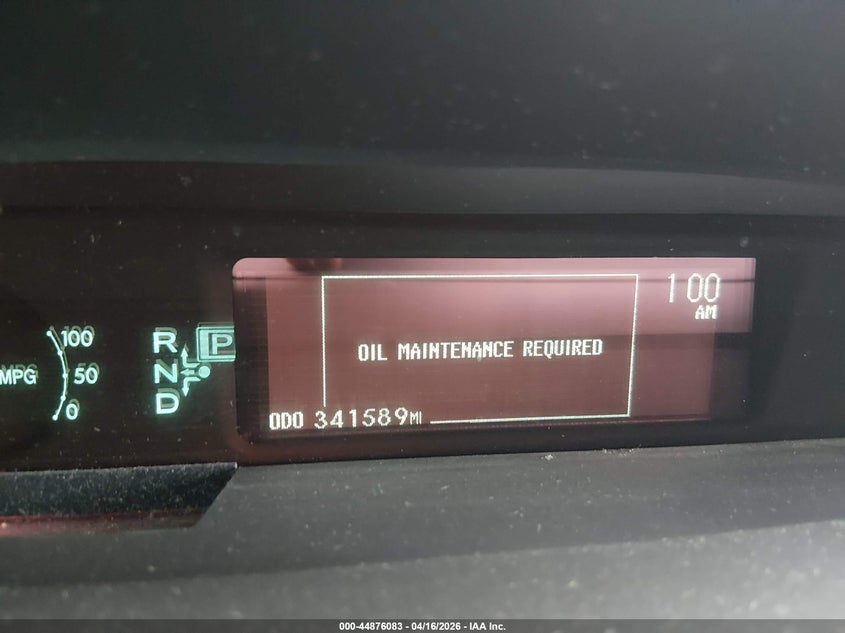 1:00
AM
100
MPG
50
0
R
P
N
D
OIL MAINTENANCE REQUIRED
ODO 341589MI
000-44876083 - 04/16/2026 - IAA Inc.